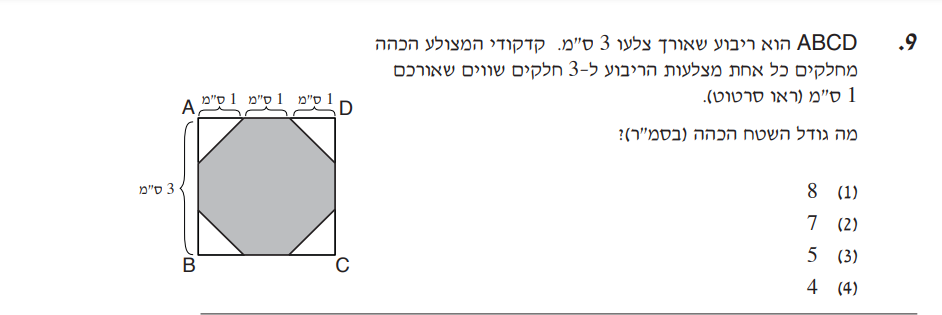 9. ABCD הוא ריבוע שאורך צלעו 3 ס"מ. קדקודי המצולע הכהה
מחלקים כל אחת מצלעות הריבוע ל-3 חלקים שווים שאורכם
1 ס"מ (ראו סרטוט).
מה גודל השטח הכהה (בסמ"ר)?
A 1 ס"מ 1 ס"מ 1 ס"מ D
3 ס"מ
B C
(1) 8
(2) 7
(3) 5
(4) 4